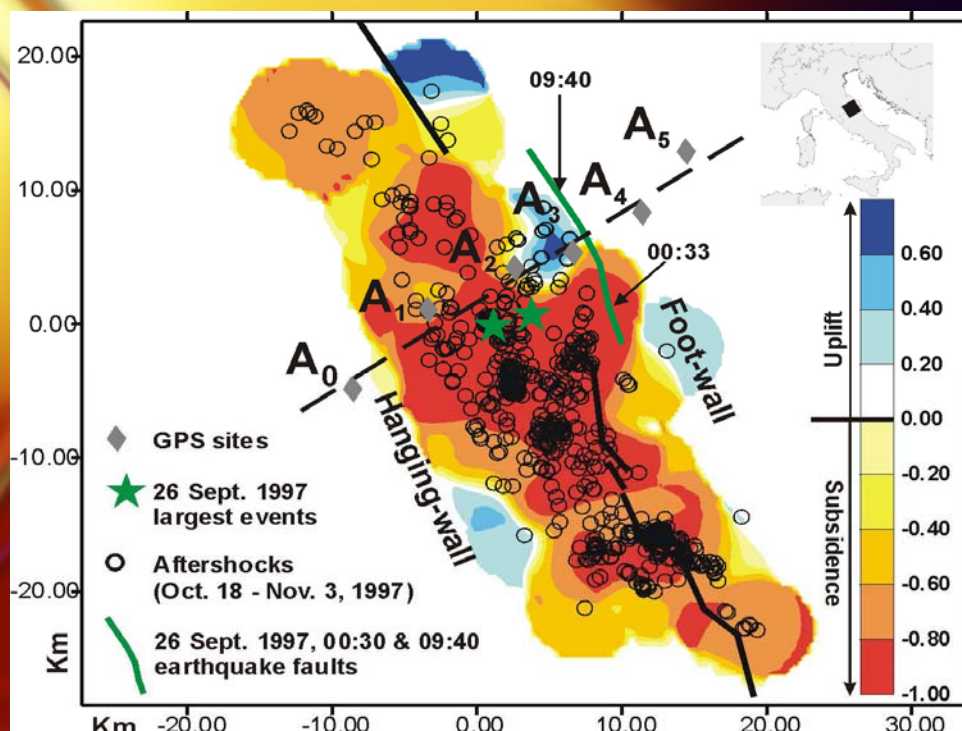 20.00
10.00
0.00
-10.00
-20.00
Km
Km
-20.00
-10.00
0.00
10.00
20.00
30.00
09:40
00:33
A0
A1
A2
A3
A4
A5
Hanging-wall
Foot-wall
GPS sites
26 Sept. 1997
largest events
Aftershocks
(Oct. 18 - Nov. 3, 1997)
26 Sept. 1997, 00:30 & 09:40
earthquake faults
Uplift
Subsidence
0.60
0.40
0.20
0.00
-0.20
-0.40
-0.60
-0.80
-1.00